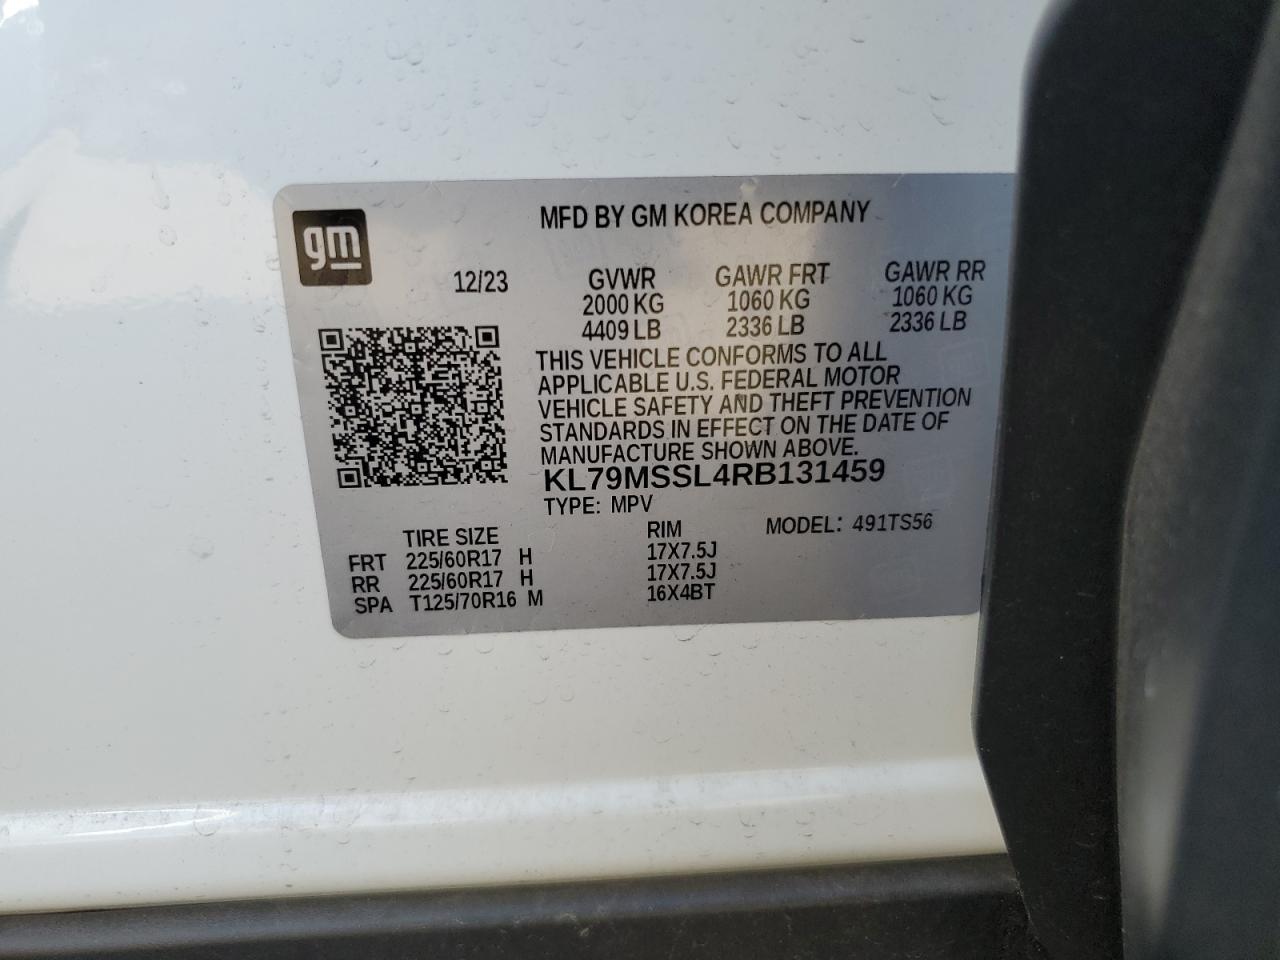 gm
MFD BY GM KOREA COMPANY
12/23 GVWR GAWR FRT GAWR RR
2000 KG 1060 KG 1060 KG
4409 LB 2336 LB 2336 LB
THIS VEHICLE CONFORMS TO ALL
APPLICABLE U.S. FEDERAL MOTOR
VEHICLE SAFETY AND THEFT PREVENTION
STANDARDS IN EFFECT ON THE DATE OF
MANUFACTURE SHOWN ABOVE.
KL79MSSL4RB131459
TYPE: MPV
TIRE SIZE RIM MODEL: 491TS56
FRT 225/60R17 H 17X7.5J
RR 225/60R17 H 17X7.5J
SPA T125/70R16 M 16X4BT